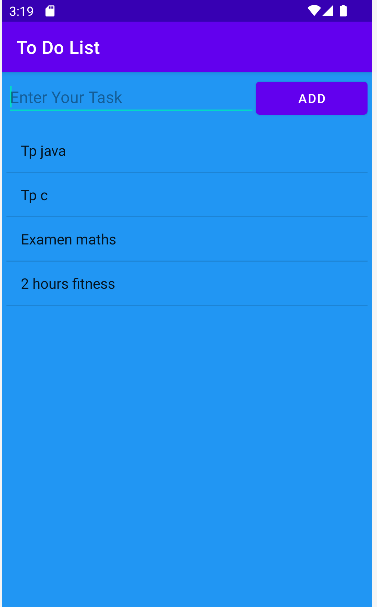 3:19
To Do List
Enter Your Task
ADD
Tp java
Tp c
Examen maths
2 hours fitness